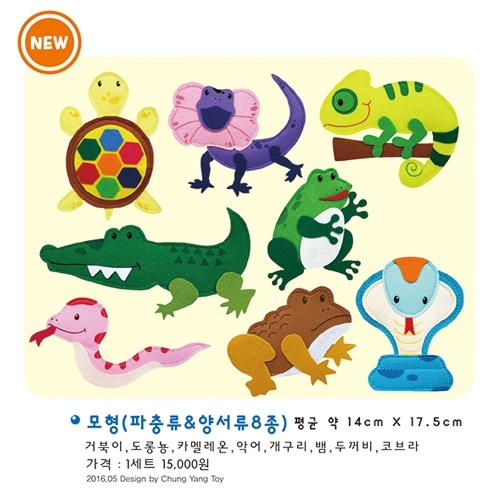 NEW
모형(파충류&양서류8종) 평균 약 14cm X 17.5cm
거북이,도롱뇽,카멜레온,악어,개구리,뱀,두꺼비,코브라
가격 : 1세트 15,000원
2016.05 Design by Chung Yang Toy